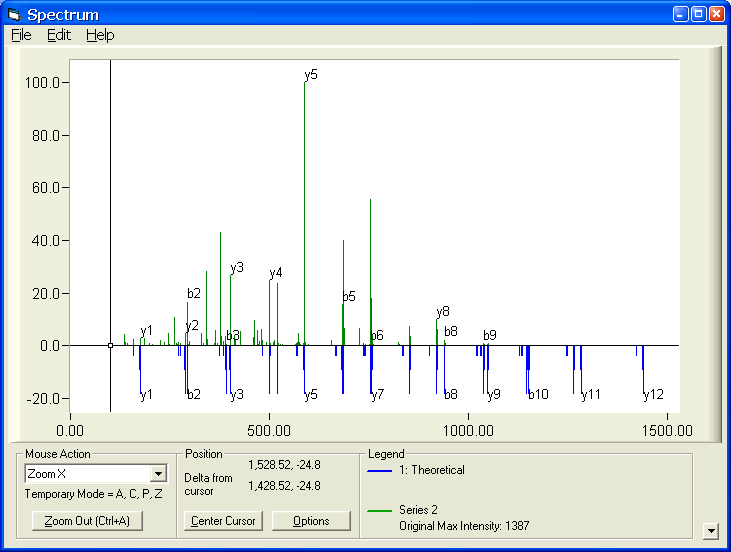 Spectrum
File Edit Help
100.0
y5
80.0
60.0
40.0
y3
y4
20.0
b2
b5
y8
y1
y2
b3
b6
b8
b9
0.0
y1
b2
y3
y5
y7
b8
y9
b10
y11
y12
-20.0
0.00 500.00 1000.00 1500.00
Mouse Action
Zoom X
Temporary Mode = A, C, P, Z
Zoom Out (Ctrl+A)
Position
1,528.52, -24.8
Delta from cursor
1,428.52, -24.8
Center Cursor
Options
Legend
1: Theoretical
Series 2
Original Max Intensity: 1387